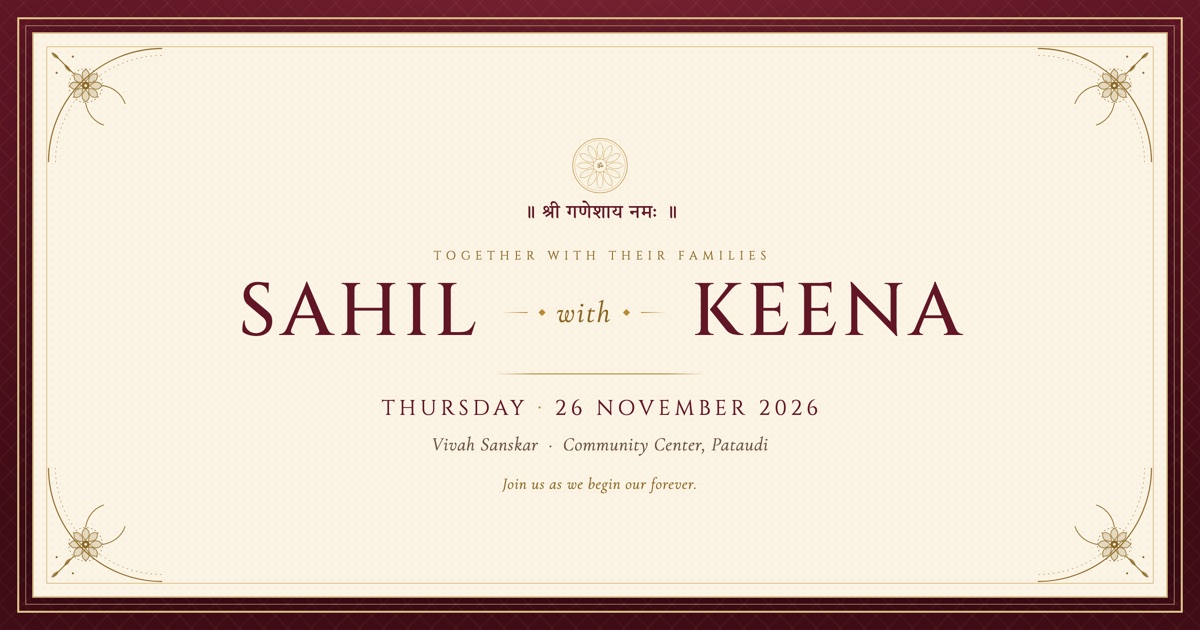 ॐ
॥ श्री गणेशाय नमः ॥
TOGETHER WITH THEIR FAMILIES
SAHIL with KEENA
THURSDAY · 26 NOVEMBER 2026
Vivah Sanskar · Community Center, Pataudi
Join us as we begin our forever.